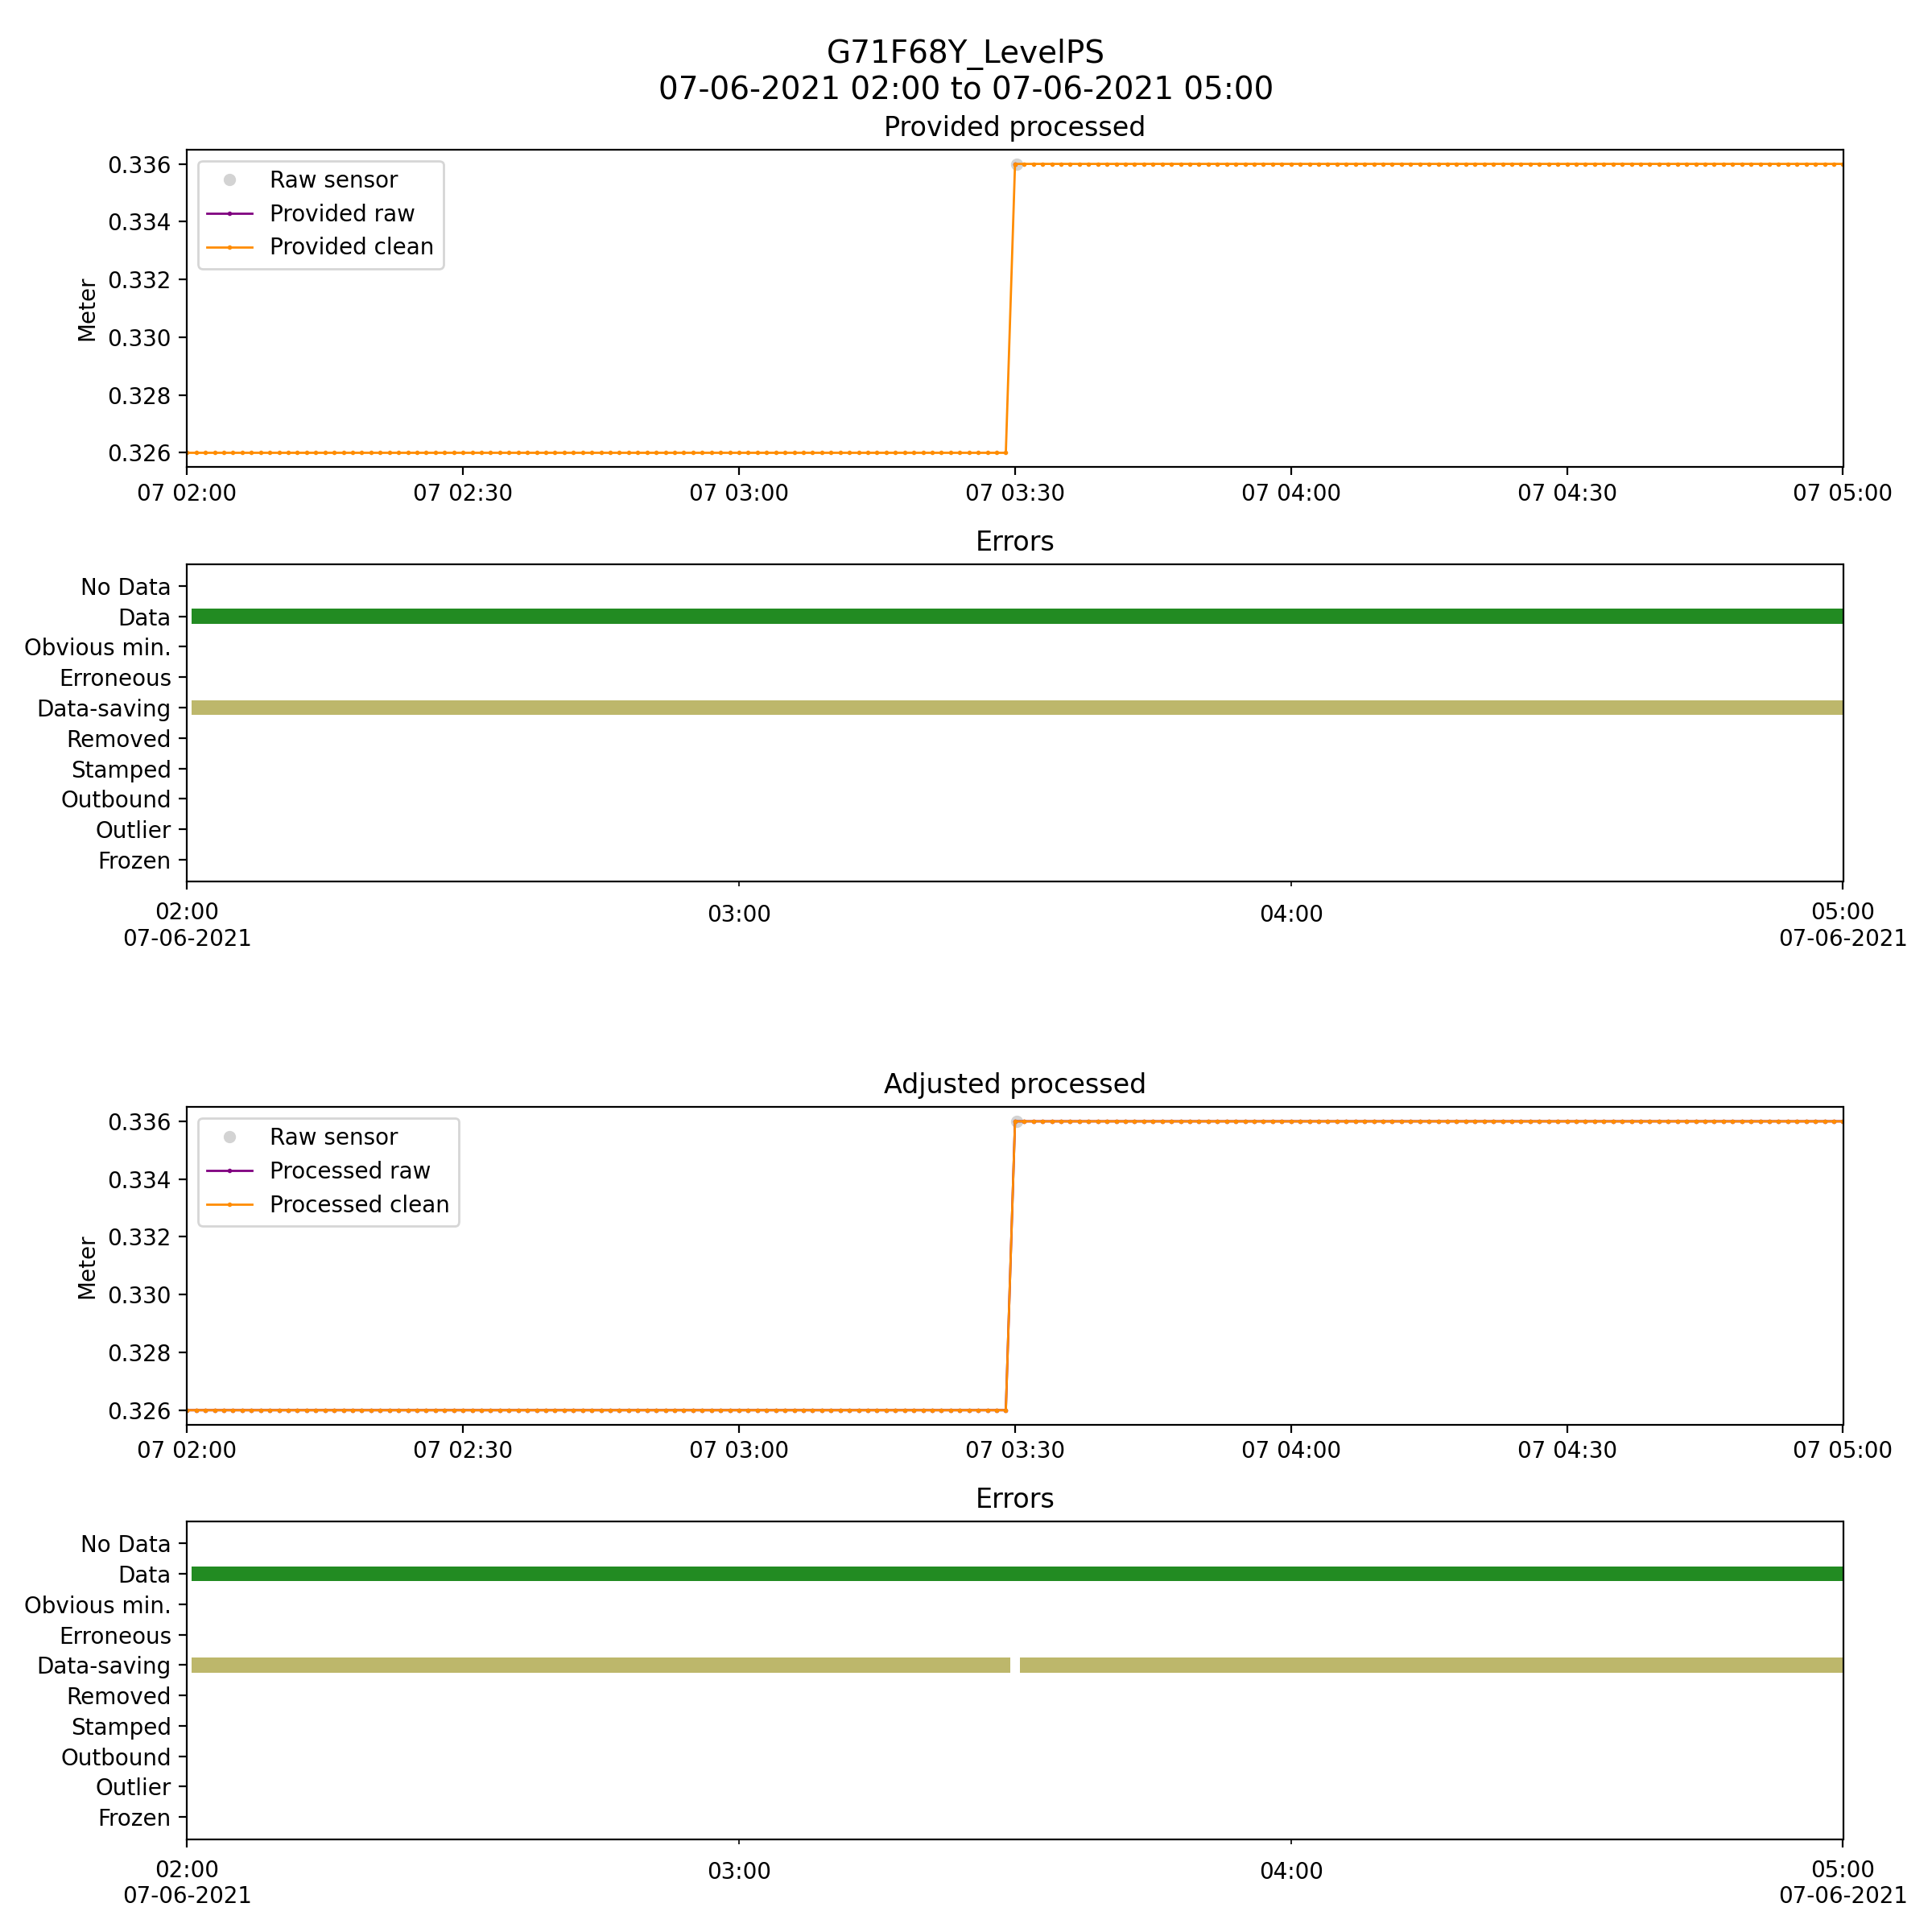 G71F68Y_LevelPS
07-06-2021 02:00 to 07-06-2021 05:00
Provided processed
0.336
0.334
0.332
0.330
0.328
0.326
Meter
Raw sensor
Provided raw
Provided clean
07 02:00 07 02:30 07 03:00 07 03:30 07 04:00 07 04:30 07 05:00
Errors
No Data
Data
Obvious min.
Erroneous
Data-saving
Removed
Stamped
Outbound
Outlier
Frozen
02:00 03:00 04:00 05:00
07-06-2021 07-06-2021
Adjusted processed
0.336
0.334
0.332
0.330
0.328
0.326
Meter
Raw sensor
Processed raw
Processed clean
07 02:00 07 02:30 07 03:00 07 03:30 07 04:00 07 04:30 07 05:00
Errors
No Data
Data
Obvious min.
Erroneous
Data-saving
Removed
Stamped
Outbound
Outlier
Frozen
02:00 03:00 04:00 05:00
07-06-2021 07-06-2021